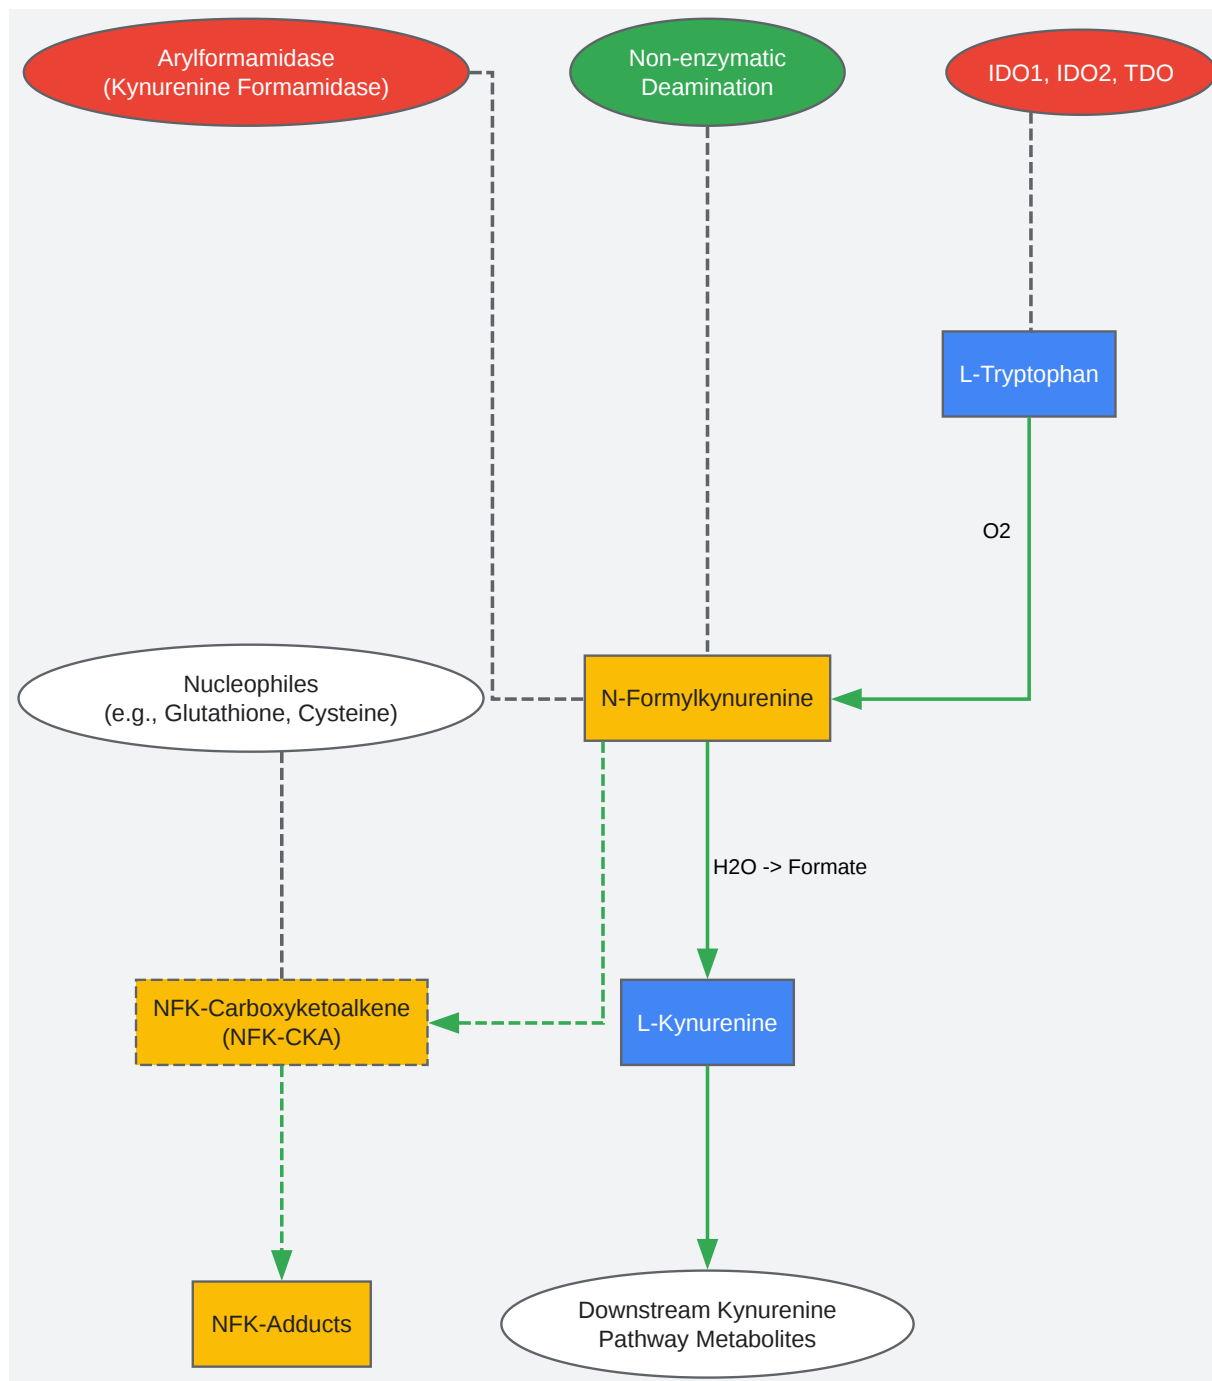 Arylformamidase
(Kynurenine Formamidase)
Non-enzymatic
Deamination
IDO1, IDO2, TDO
L-Tryptophan
O2
Nucleophiles
(e.g., Glutathione, Cysteine)
N-Formylkynurenine
H2O -> Formate
NFK-Carboxyketoalkene
(NFK-CKA)
L-Kynurenine
NFK-Adducts
Downstream Kynurenine
Pathway Metabolites